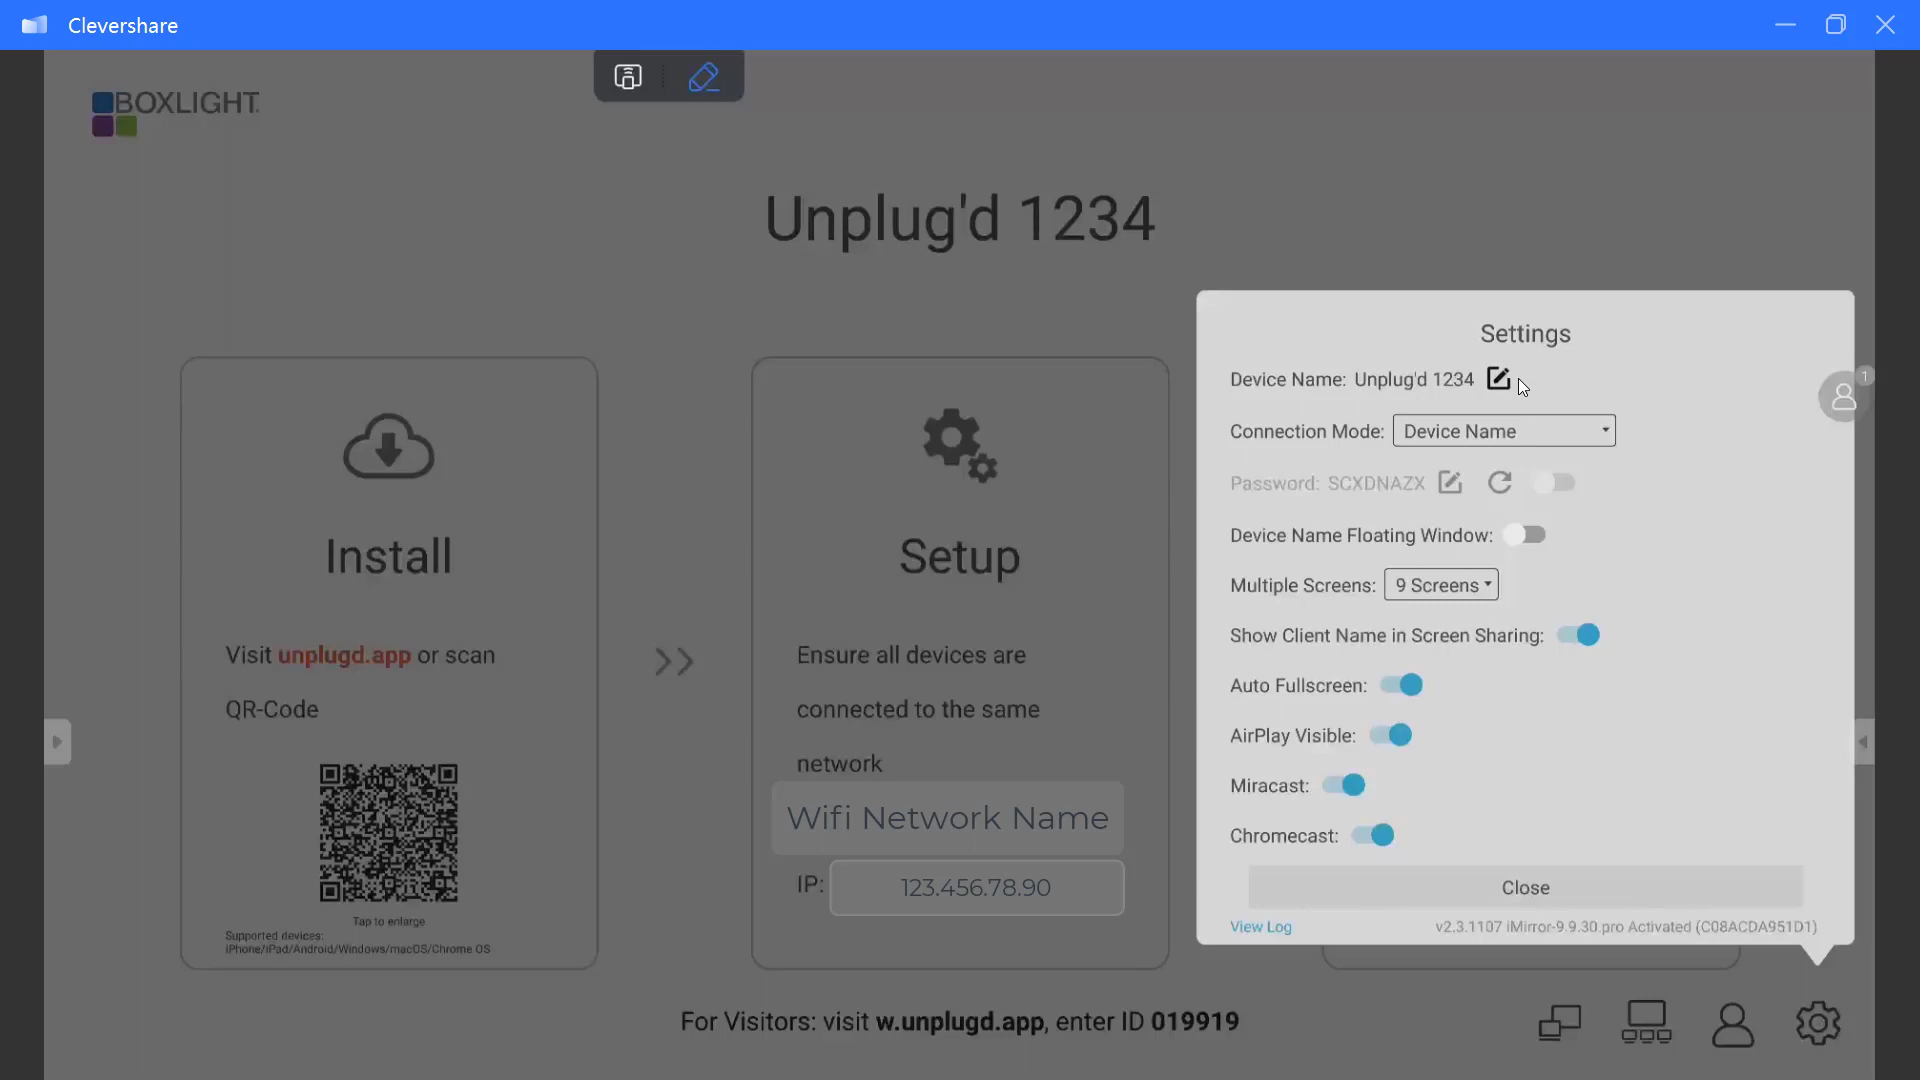 Clevershare
BOXLIGHT
Unplug'd 1234
Install
Visit unplugd.app or scan
QR-Code
Tap to enlarge
Supported devices:
iPhone/iPad/Android/Windows/macOS/Chrome OS
Setup
Ensure all devices are
connected to the same
network
Wifi Network Name
IP: 123.456.78.90
Settings
Device Name: Unplug'd 1234
1
Connection Mode: Device Name
Password: SCXDNAZX
Device Name Floating Window:
Multiple Screens: 9 Screens
Show Client Name in Screen Sharing:
Auto Fullscreen:
AirPlay Visible:
Miracast:
Chromecast:
Close
View Log v2.3.1107 iMirror-9.9.30.pro Activated (C08ACDA951D1)
For Visitors: visit w.unplugd.app, enter ID 019919